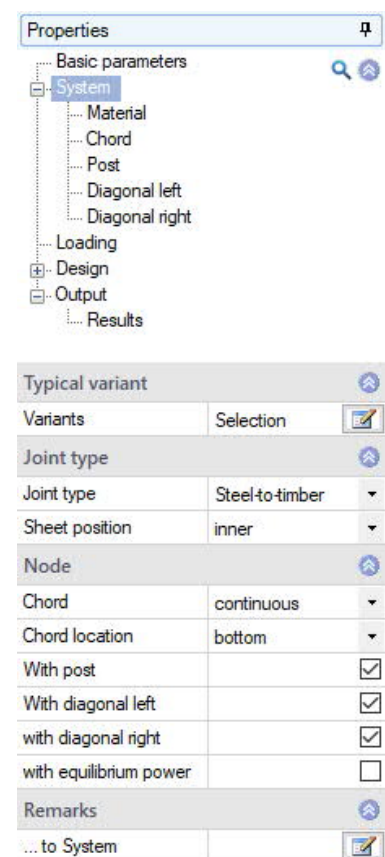 Properties
Basic parameters
System
Material
Chord
Post
Diagonal left
Diagonal right
Loading
Design
Output
Results
Typical variant
Variants Selection
Joint type
Joint type Steel-to-timber
Sheet position inner
Node
Chord continuous
Chord location bottom
With post
With diagonal left
with diagonal right
with equilibrium power
Remarks
... to System